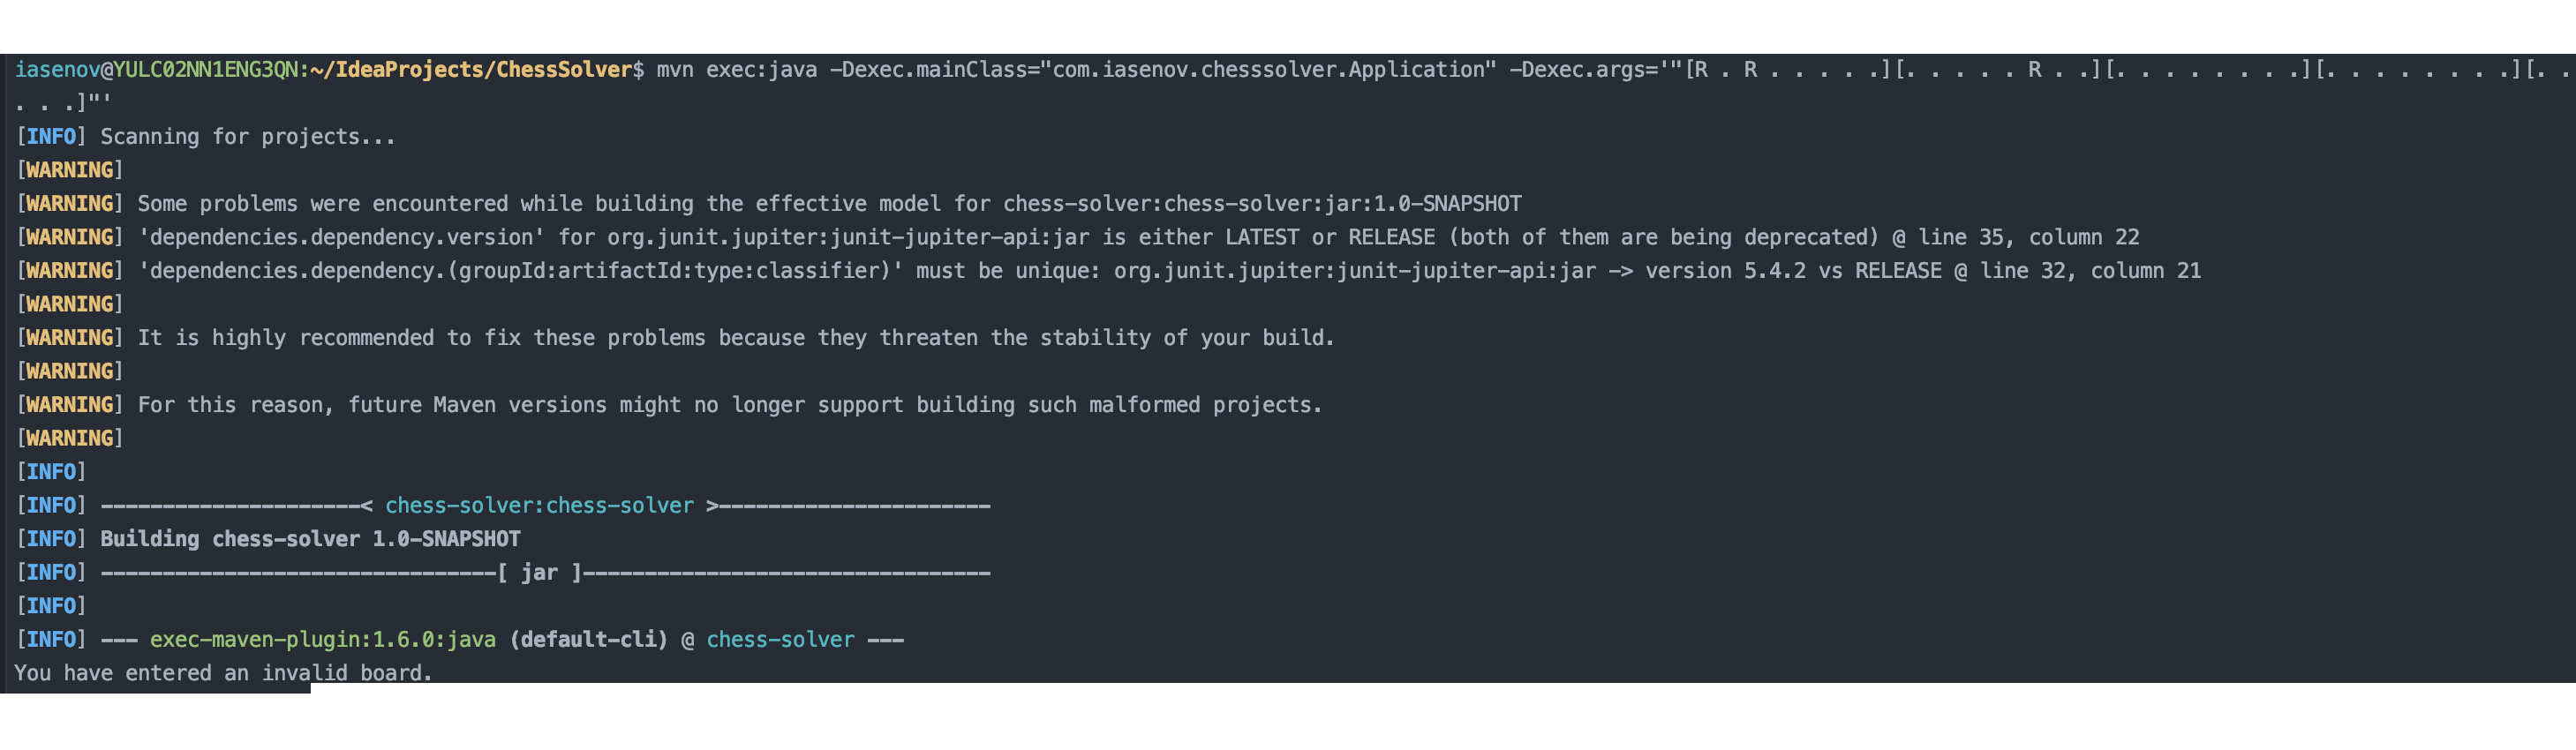 iasenov@YULC02NN1ENG3QN:~/IdeaProjects/ChessSolver$ mvn exec:java -Dexec.mainClass="com.iasenov.chesssolver.Application" -Dexec.args='"[R . R . . . . .][. . . . . R . .][. . . . . . . .][. . . . . . . .][. .
. . .]"'
[INFO] Scanning for projects...
[WARNING]
[WARNING] Some problems were encountered while building the effective model for chess-solver:chess-solver:jar:1.0-SNAPSHOT
[WARNING] 'dependencies.dependency.version' for org.junit.jupiter:junit-jupiter-api:jar is either LATEST or RELEASE (both of them are being deprecated) @ line 35, column 22
[WARNING] 'dependencies.dependency.(groupId:artifactId:type:classifier)' must be unique: org.junit.jupiter:junit-jupiter-api:jar -> version 5.4.2 vs RELEASE @ line 32, column 21
[WARNING]
[WARNING] It is highly recommended to fix these problems because they threaten the stability of your build.
[WARNING]
[WARNING] For this reason, future Maven versions might no longer support building such malformed projects.
[WARNING]
[INFO]
[INFO] ---------------------< chess-solver:chess-solver >----------------------
[INFO] Building chess-solver 1.0-SNAPSHOT
[INFO] --------------------------------[ jar ]---------------------------------
[INFO]
[INFO] --- exec-maven-plugin:1.6.0:java (default-cli) @ chess-solver ---
You have entered an invalid board.